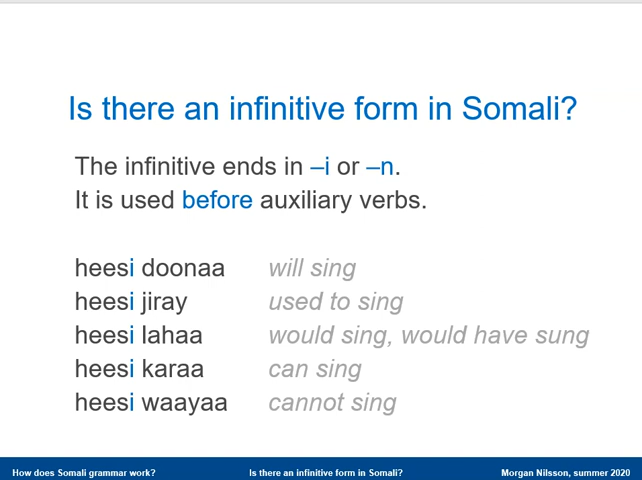 Is there an infinitive form in Somali?
The infinitive ends in –i or –n.
It is used before auxiliary verbs.
heesi doonaa will sing
heesi jiray used to sing
heesi lahaa would sing, would have sung
heesi karaa can sing
heesi waayaa cannot sing
How does Somali grammar work? Is there an infinitive form in Somali? Morgan Nilsson, summer 2020